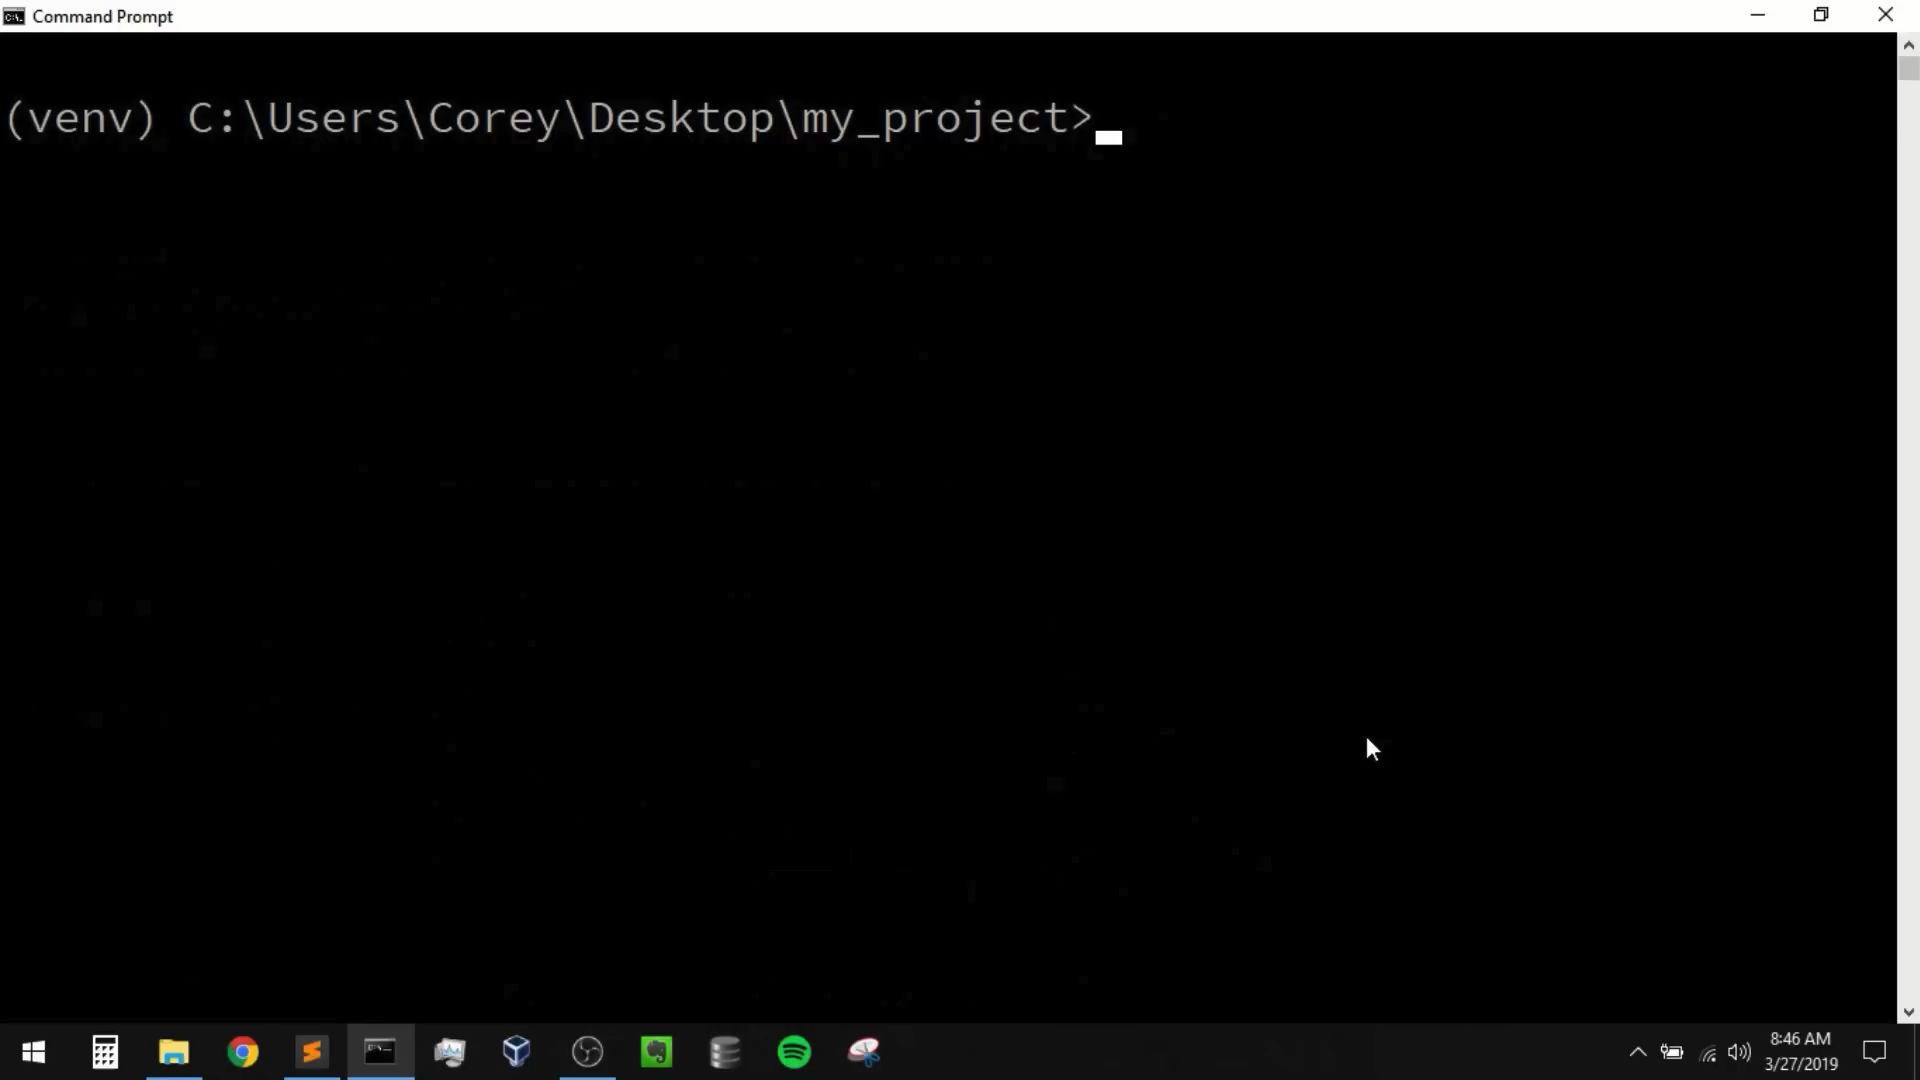 Command Prompt
(venv) C:\Users\Corey\Desktop\my_project>
8:46 AM
3/27/2019